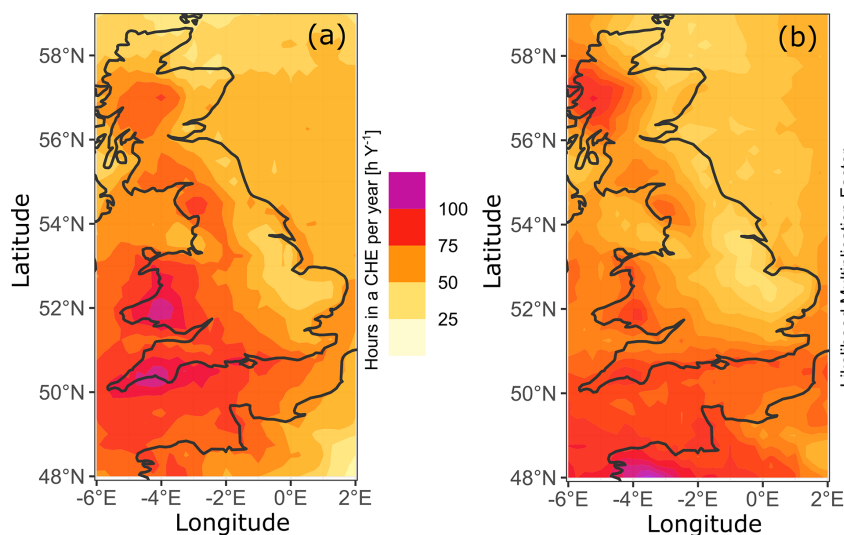 (a)
58°N
56°N
54°N
52°N
50°N
48°N
Latitude
-6°E -4°E -2°E 0°E 2°E
Longitude
Hours in a CHE per year [h Y⁻¹]
100
75
50
25
(b)
58°N
56°N
54°N
52°N
50°N
48°N
Latitude
-6°E -4°E -2°E 0°E 2°E
Longitude